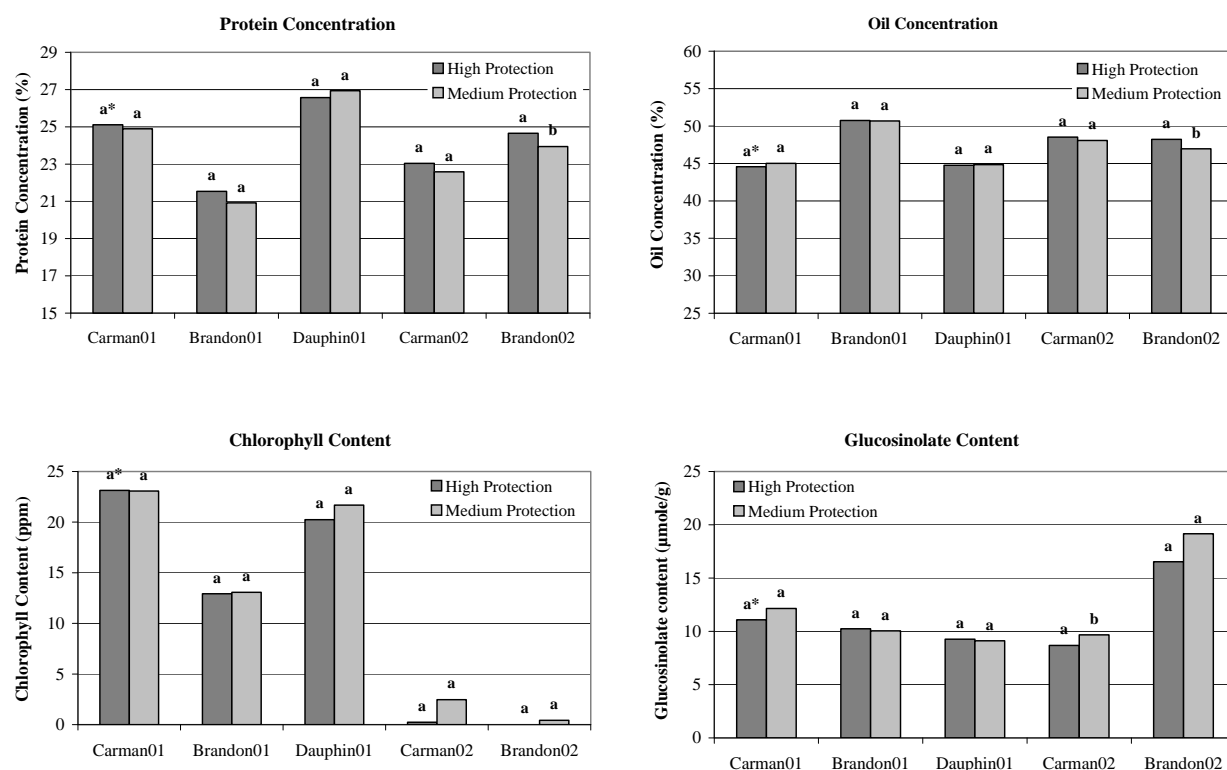 Protein Concentration
Protein Concentration (%)
29
27
25
23
21
19
17
15
High Protection
Medium Protection
a* a
a a
a a
a a
a b
Carman01 Brandon01 Dauphin01 Carman02 Brandon02
Oil Concentration
Oil Concentration (%)
60
55
50
45
40
35
30
25
High Protection
Medium Protection
a* a
a a
a a
a a
a b
Carman01 Brandon01 Dauphin01 Carman02 Brandon02
Chlorophyll Content
Chlorophyll Content (ppm)
25
20
15
10
5
0
High Protection
Medium Protection
a* a
a a
a a
a a
a a
Carman01 Brandon01 Dauphin01 Carman02 Brandon02
Glucosinolate Content
Glucosinolate content (µmole/g)
25
20
15
10
5
0
High Protection
Medium Protection
a* a
a a
a a
a b
a a
Carman01 Brandon01 Dauphin01 Carman02 Brandon02